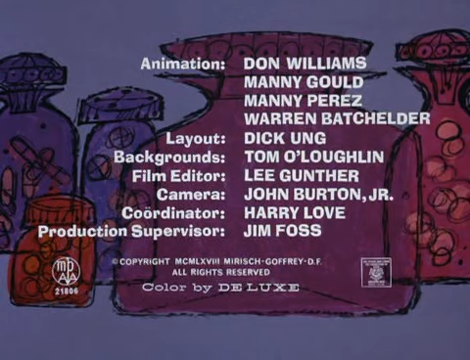 Animation: DON WILLIAMS
MANNY GOULD
MANNY PEREZ
WARREN BATCHELDER
Layout: DICK UNG
Backgrounds: TOM O'LOUGHLIN
Film Editor: LEE GUNTHER
Camera: JOHN BURTON, JR.
Coördinator: HARRY LOVE
Production Supervisor: JIM FOSS
©COPYRIGHT MCMLXVIII MIRISCH-GOFFREY-D.F.
ALL RIGHTS RESERVED
Color by DE LUXE
21806